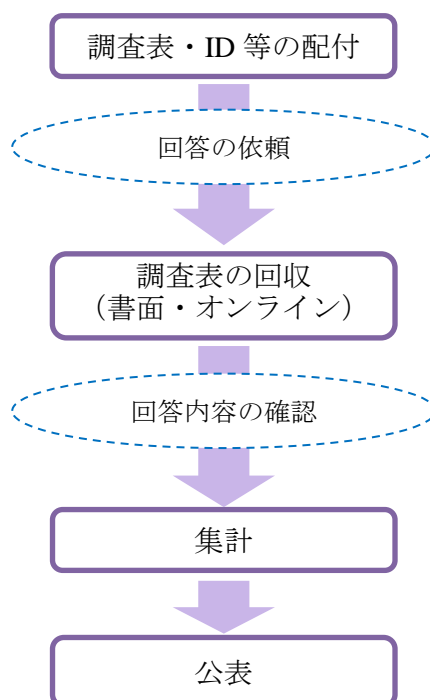 調査表・ID 等の配付
回答の依頼
調査表の回収
(書面・オンライン)
回答内容の確認
集計
公表